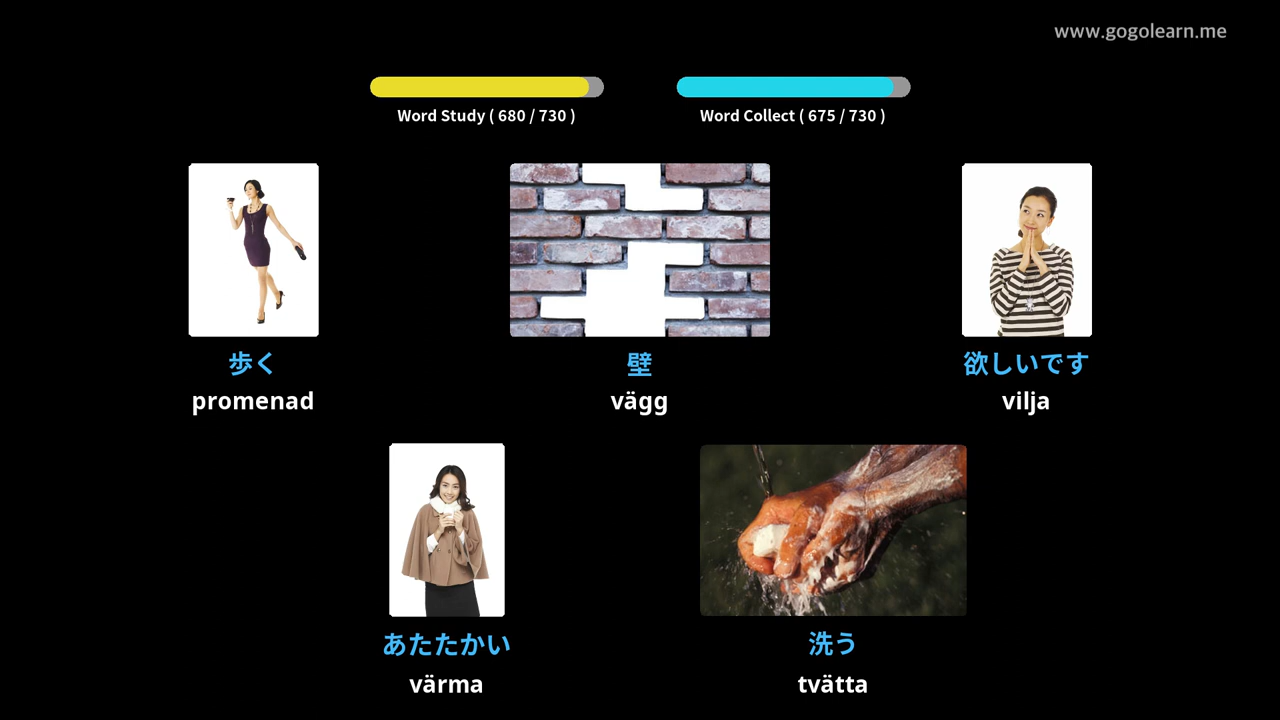 www.gogolearn.me
Word Study ( 680 / 730 )
Word Collect ( 675 / 730 )
歩く
promenad
壁
vägg
欲しいです
vilja
あたたかい
värma
洗う
tvätta